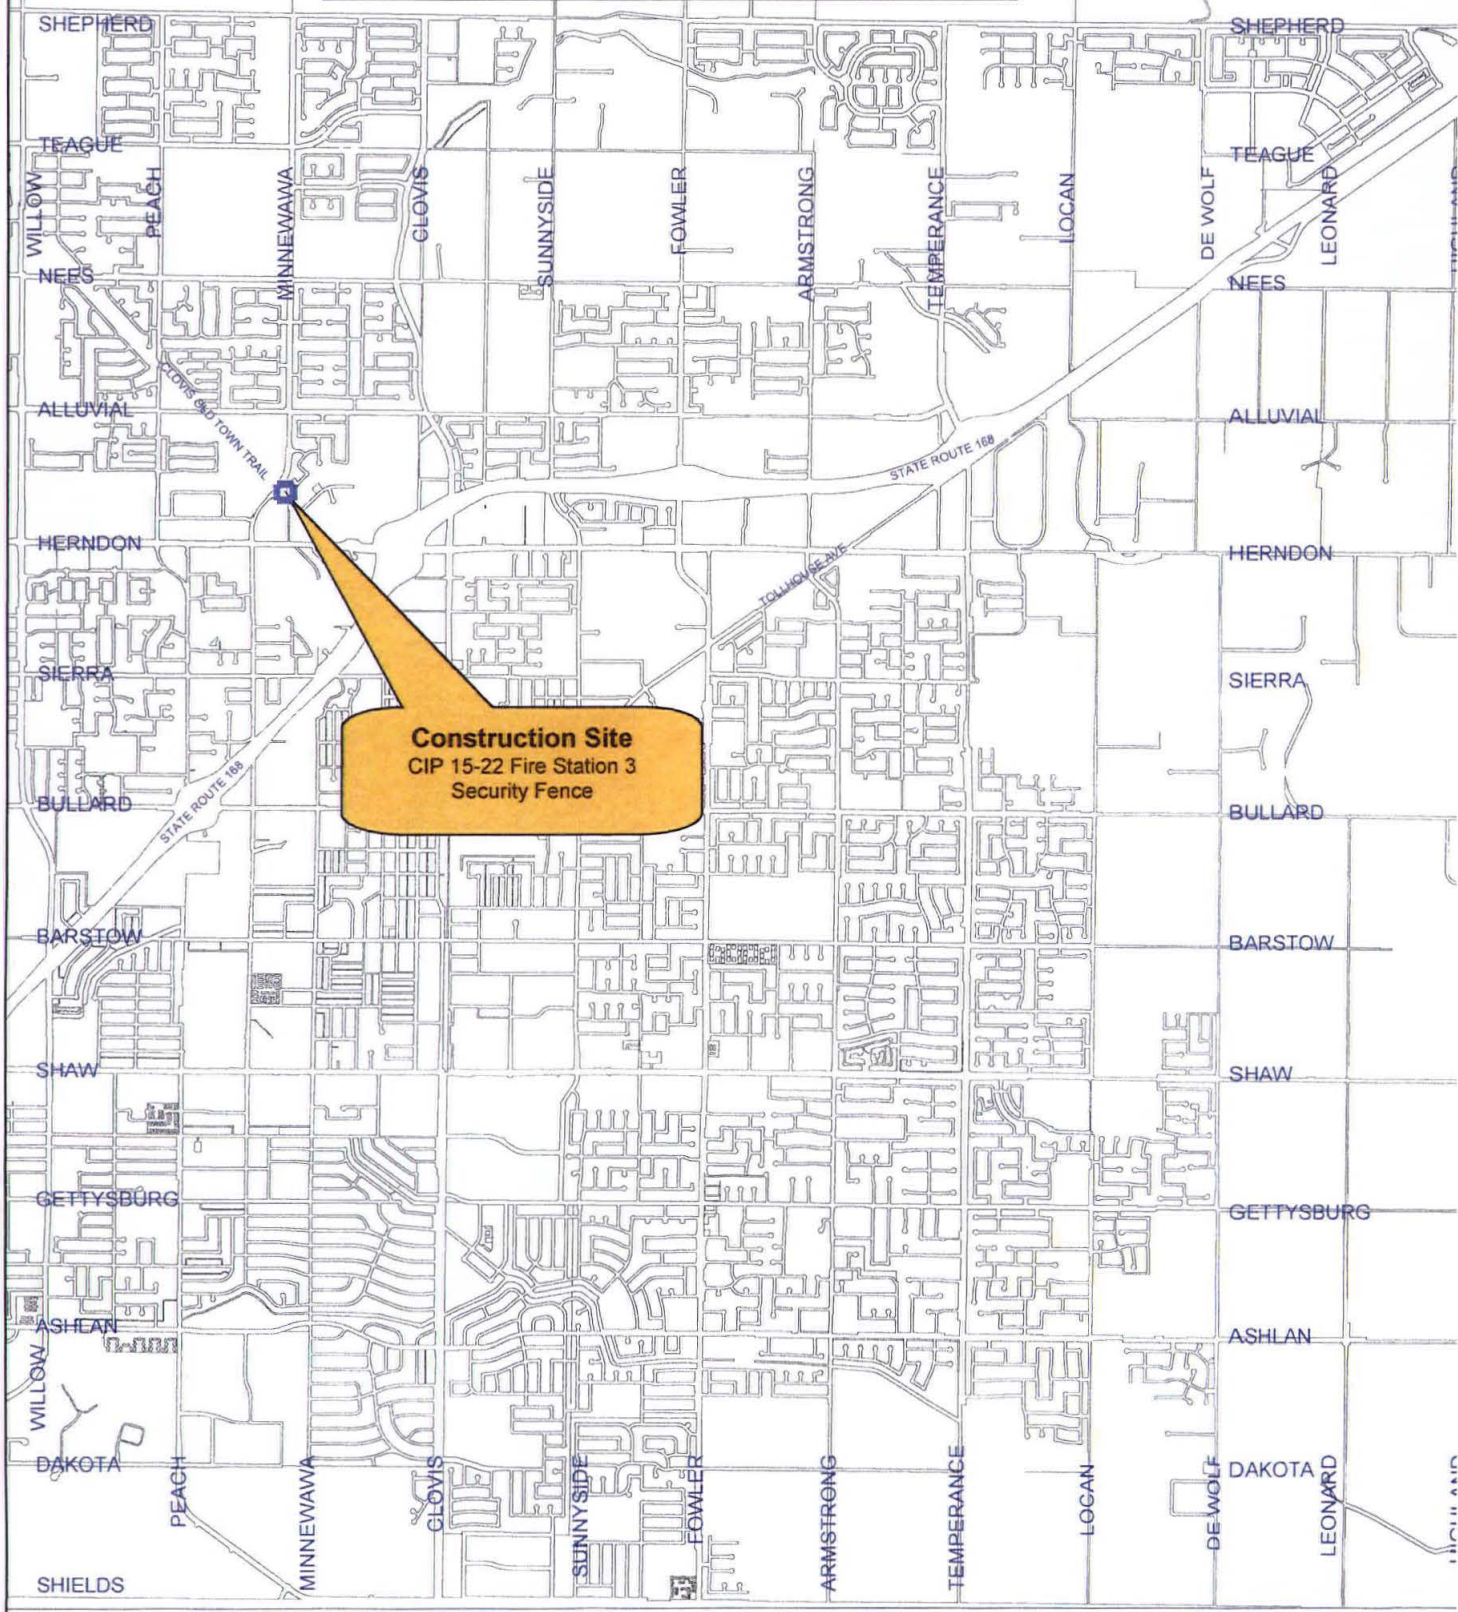 SHEPHERD
SHEPHERD
TEAGUE
TEAGUE
WILLOW
PEACH
MINNEWAWA
CLOVIS
SUNNYSIDE
FOWLER
ARMSTRONG
TEMPERANCE
LOCAN
DE WOLF
LEONARD
HIGHLAND
NEES
NEES
CLOVIS OLD TOWN TRAIL
ALLUVIAL
ALLUVIAL
STATE ROUTE 168
HERNDON
HERNDON
TOLLHOUSE AVE
SIERRA
SIERRA
Construction Site
CIP 15-22 Fire Station 3
Security Fence
STATE ROUTE 168
BULLARD
BULLARD
BARSTOW
BARSTOW
SHAW
SHAW
GETTYSBURG
GETTYSBURG
ASHLAN
ASHLAN
WILLOW
DAKOTA
DAKOTA
PEACH
MINNEWAWA
CLOVIS
SUNNYSIDE
FOWLER
ARMSTRONG
TEMPERANCE
LOCAN
DE WOLF
LEONARD
HIGHLAND
SHIELDS